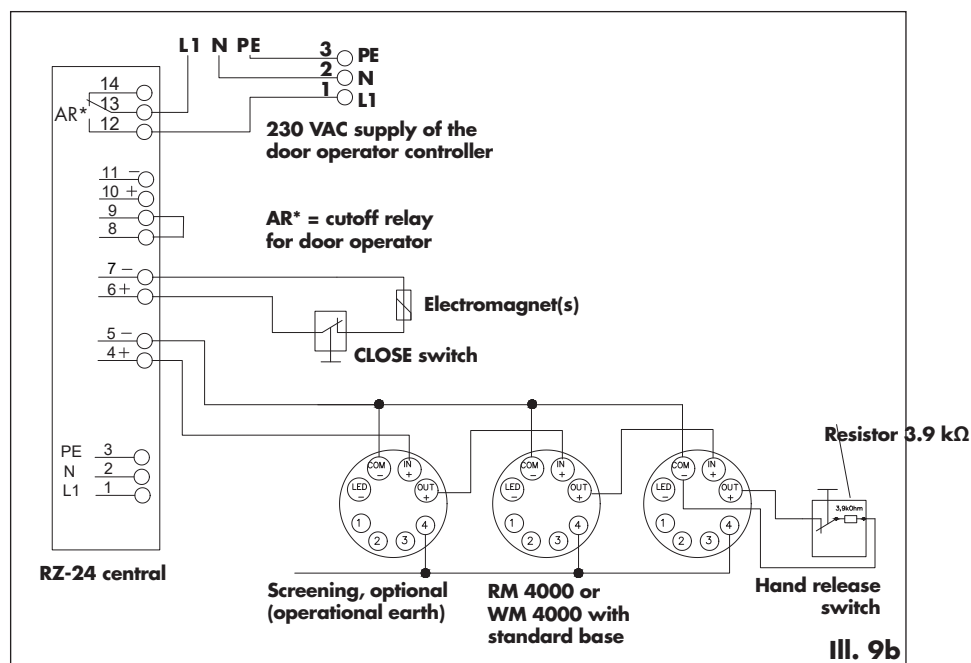 L1 N PE
3 PE
2 N
1 L1
230 VAC supply of the
door operator controller
14
13
AR*
12
AR* = cutoff relay
for door operator
11 −
10 +
9
8
7 −
6+
Electromagnet(s)
CLOSE switch
5 −
4+
PE 3
N 2
L1 1
RZ-24 central
COM − IN +
LED − OUT +
1 2 3 4
COM − IN +
LED − OUT +
1 2 3 4
COM − IN +
LED − OUT +
1 2 3 4
Resistor 3.9 kΩ
3,9kOhm
Screening, optional
(operational earth)
RM 4000 or
WM 4000 with
standard base
Hand release
switch
Ill. 9b